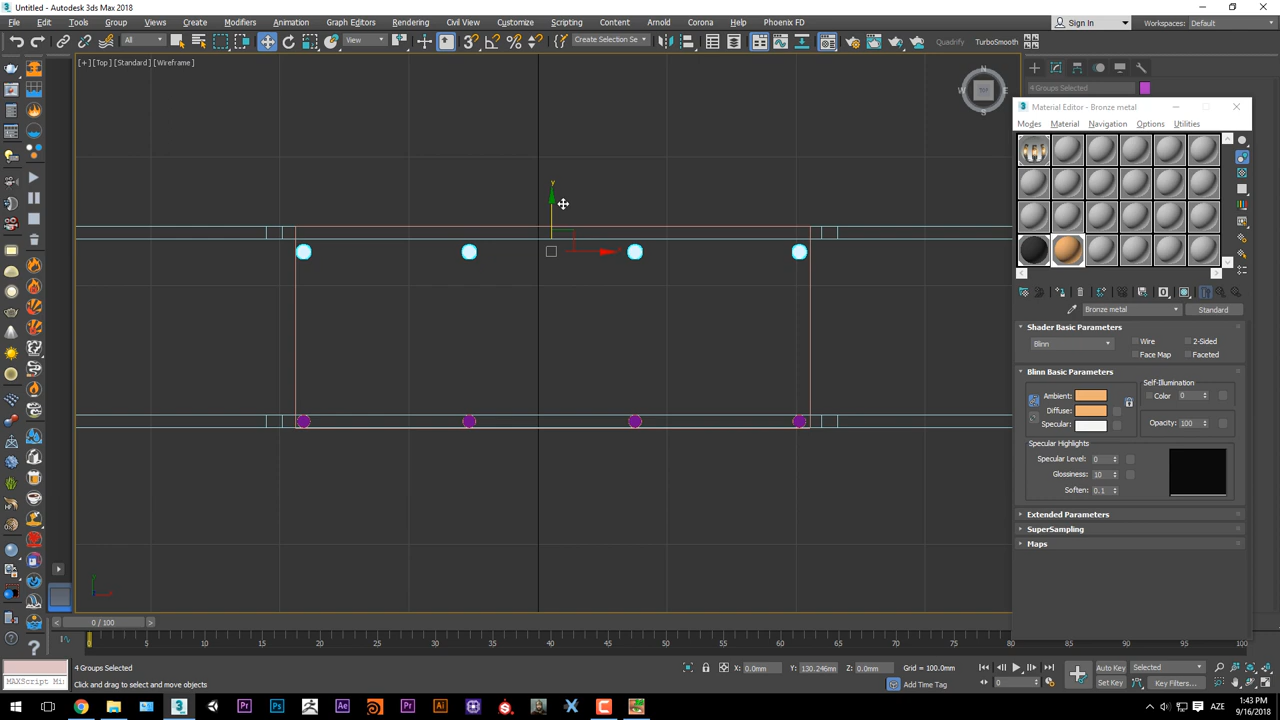 Untitled - Autodesk 3ds Max 2018
File Edit Tools Group Views Create Modifiers Animation Graph Editors Rendering Civil View Customize Scripting Content Arnold Corona Help Phoenix FD
Sign In
Workspaces: Default
All
View
Create Selection Se
Quadrify
TurboSmooth
[+] [Top] [Standard] [Wireframe]
N
W
E
S
4 Groups Selected
Material Editor - Bronze metal
Modes Material Navigation Options Utilities
y
Bronze metal
Standard
Shader Basic Parameters
Blinn
Wire
2-Sided
Face Map
Faceted
Blinn Basic Parameters
Self-Illumination
Ambient:
Color 0
Diffuse:
Specular:
Opacity: 100
Specular Highlights
Specular Level: 0
Glossiness: 10
Soften: 0.1
Extended Parameters
SuperSampling
Maps
0 / 100
0 5 10 15 20 25 30 35 40 45 50 55 60 65 70 75 80 85 90 95 100
4 Groups Selected
X: 0.0mm
Y: 130.246mm
Z: 0.0mm
Grid = 100.0mm
Auto Key
Selected
MAXScript Mi
Click and drag to select and move objects
Add Time Tag
0
Set Key
Key Filters...
AZE
1:43 PM
9/16/2018